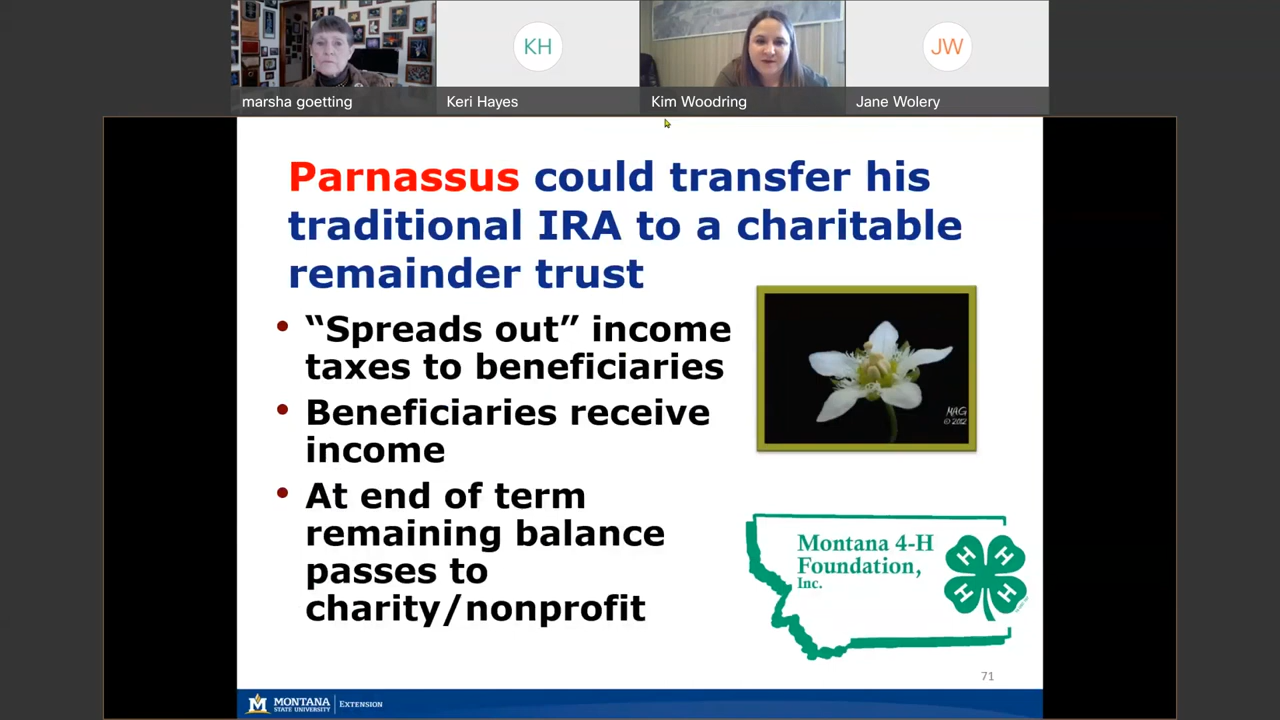 marsha goetting
KH
Keri Hayes
Kim Woodring
JW
Jane Wolery
Parnassus could transfer his
traditional IRA to a charitable
remainder trust
• “Spreads out” income
taxes to beneficiaries
• Beneficiaries receive
income
• At end of term
remaining balance
passes to
charity/nonprofit
MAG
© 2012
Montana 4-H
Foundation,
Inc.
H H
H H
71
M MONTANA
STATE UNIVERSITY
EXTENSION